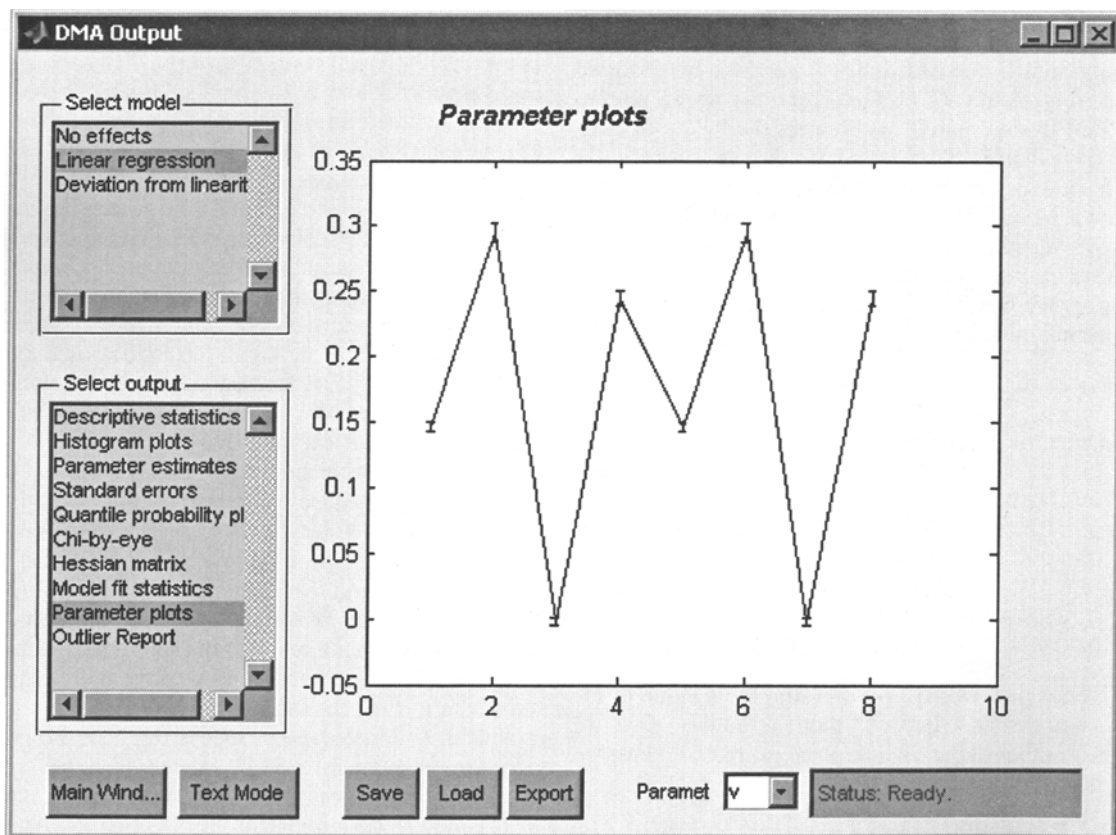 DMA Output
Select model
No effects
Linear regression
Deviation from linearit
Select output
Descriptive statistics
Histogram plots
Parameter estimates
Standard errors
Quantile probability pl
Chi-by-eye
Hessian matrix
Model fit statistics
Parameter plots
Outlier Report
Parameter plots
0.35
0.3
0.25
0.2
0.15
0.1
0.05
0
-0.05
0 2 4 6 8 10
Main Wind... Text Mode Save Load Export Paramet v Status: Ready.